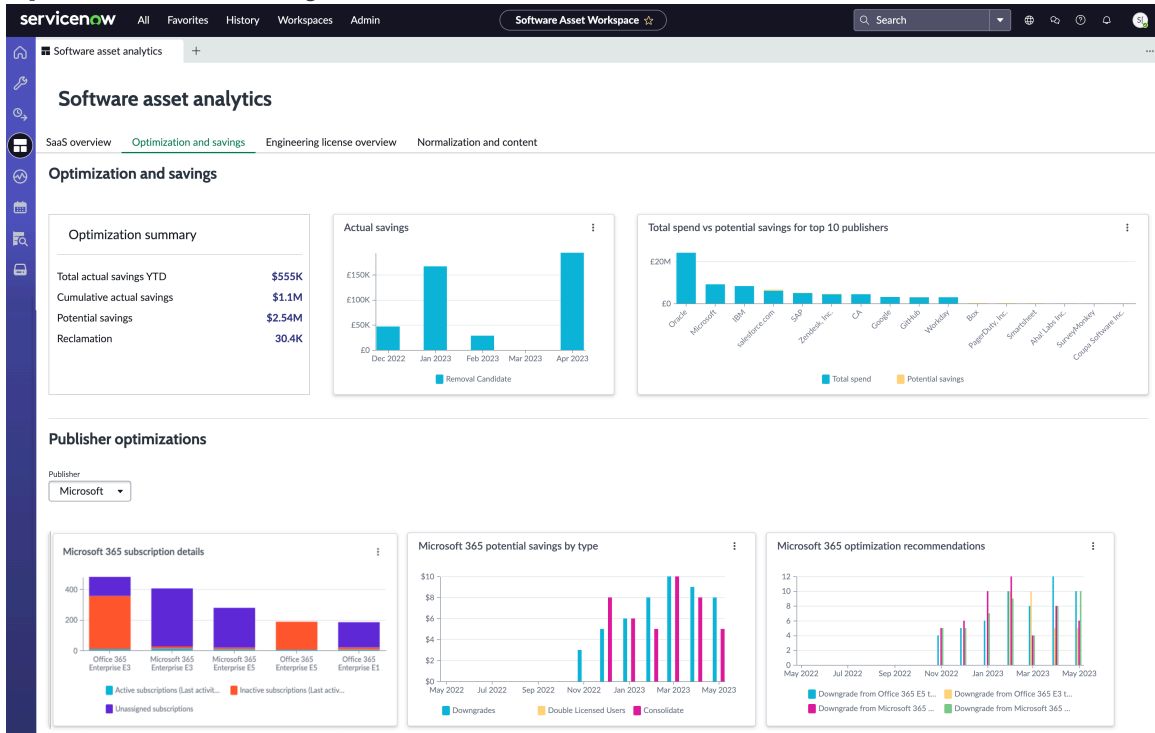 servicenow All Favorites History Workspaces Admin Software Asset Workspace Search
Software asset analytics
Software asset analytics
SaaS overview Optimization and savings Engineering license overview Normalization and content
Optimization and savings
Optimization summary
Total actual savings YTD $555K
Cumulative actual savings $1.1M
Potential savings $2.54M
Reclamation 30.4K
Actual savings
£150K
£100K
£50K
£0
Dec 2022 Jan 2023 Feb 2023 Mar 2023 Apr 2023
Removal Candidate
Total spend vs potential savings for top 10 publishers
£20M
£0
Oracle Microsoft IBM salesforce.com SAP Zendesk, Inc. CA Google GitHub Workday Box PagerDuty, Inc. Smartsheet Aha! Labs Inc. SurveyMonkey Coupa Software Inc.
Total spend Potential savings
Publisher optimizations
Publisher
Microsoft
Microsoft 365 subscription details
400
200
0
Office 365 Microsoft 365 Microsoft 365 Office 365 Office 365
Enterprise E3 Enterprise E3 Enterprise E5 Enterprise E5 Enterprise E1
Active subscriptions (Last activit... Inactive subscriptions (Last activ...
Unassigned subscriptions
Microsoft 365 potential savings by type
$10
$8
$6
$4
$2
$0
May 2022 Jul 2022 Sep 2022 Nov 2022 Jan 2023 Mar 2023 May 2023
Downgrades Double Licensed Users Consolidate
Microsoft 365 optimization recommendations
12
10
8
6
4
2
0
May 2022 Jul 2022 Sep 2022 Nov 2022 Jan 2023 Mar 2023 May 2023
Downgrade from Office 365 E5 t... Downgrade from Office 365 E3 t...
Downgrade from Microsoft 365 ... Downgrade from Microsoft 365 ...